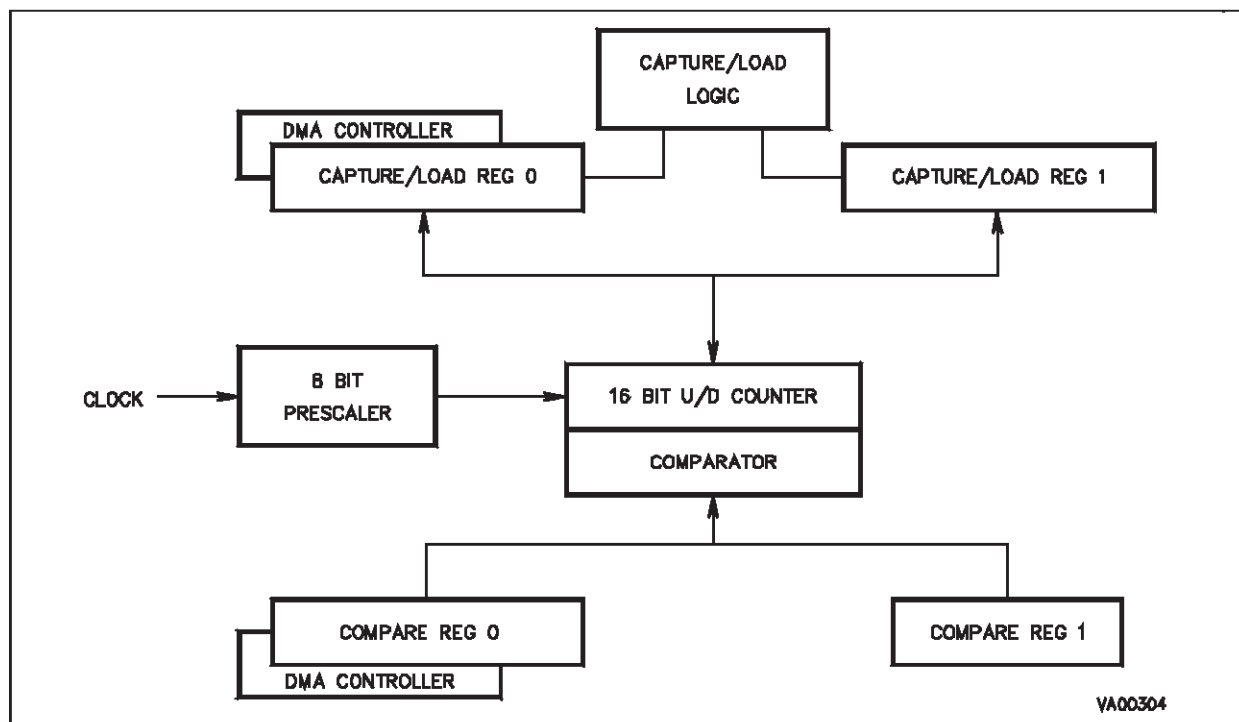 CAPTURE/LOAD
LOGIC
DMA CONTROLLER
CAPTURE/LOAD REG 0
CAPTURE/LOAD REG 1
CLOCK
8 BIT
PRESCALER
16 BIT U/D COUNTER
COMPARATOR
COMPARE REG 0
COMPARE REG 1
DMA CONTROLLER
VA00304